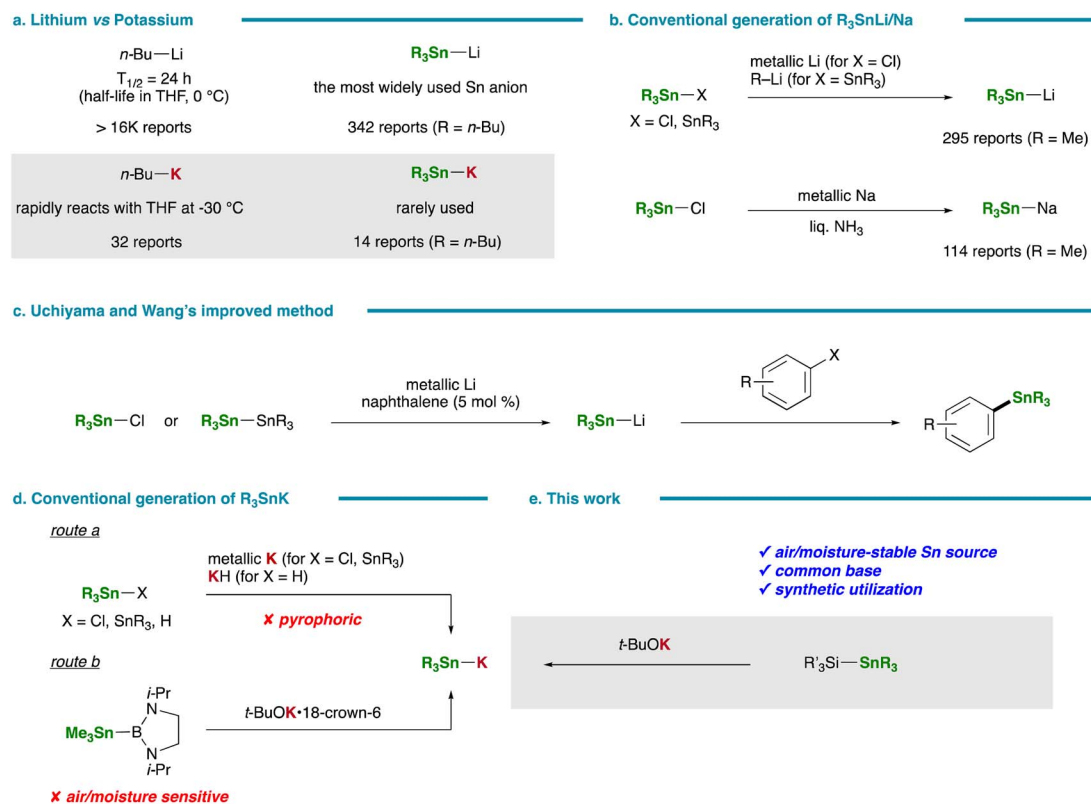 a. Lithium vs Potassium
n-Bu—Li
T1/2 = 24 h
(half-life in THF, 0 °C)
> 16K reports
R3Sn—Li
the most widely used Sn anion
342 reports (R = n-Bu)
n-Bu—K
rapidly reacts with THF at -30 °C
32 reports
R3Sn—K
rarely used
14 reports (R = n-Bu)
b. Conventional generation of R3SnLi/Na
R3Sn—X
X = Cl, SnR3
metallic Li (for X = Cl)
R–Li (for X = SnR3)
R3Sn—Li
295 reports (R = Me)
R3Sn—Cl
metallic Na
liq. NH3
R3Sn—Na
114 reports (R = Me)
c. Uchiyama and Wang's improved method
R3Sn—Cl or R3Sn—SnR3
metallic Li
naphthalene (5 mol %)
R3Sn—Li
X
R
SnR3
R
d. Conventional generation of R3SnK
route a
R3Sn—X
X = Cl, SnR3, H
metallic K (for X = Cl, SnR3)
KH (for X = H)
✘ pyrophoric
R3Sn—K
route b
i-Pr
N
Me3Sn—B
N
i-Pr
t-BuOK•18-crown-6
✘ air/moisture sensitive
e. This work
✓ air/moisture-stable Sn source
✓ common base
✓ synthetic utilization
t-BuOK
R'3Si—SnR3